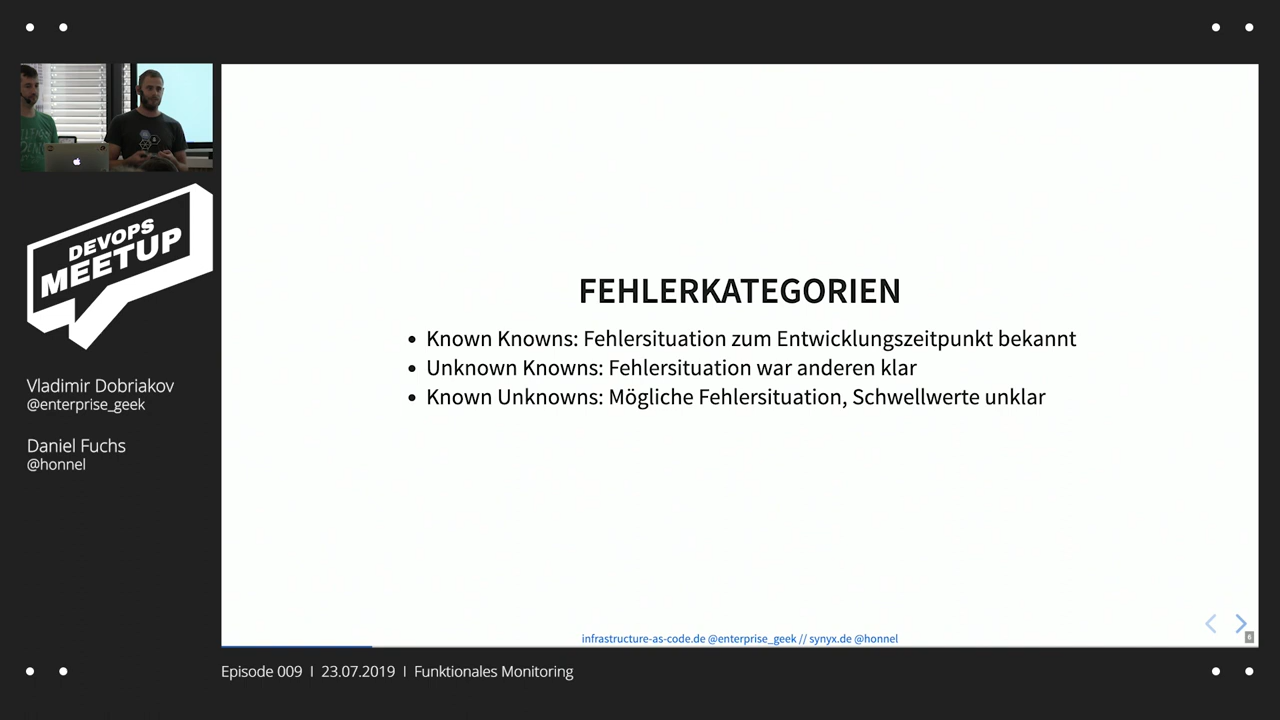 DEVOPS
MEETUP
Vladimir Dobriakov
@enterprise_geek
Daniel Fuchs
@honnel
FEHLERKATEGORIEN
• Known Knowns: Fehlersituation zum Entwicklungszeitpunkt bekannt
• Unknown Knowns: Fehlersituation war anderen klar
• Known Unknowns: Mögliche Fehlersituation, Schwellwerte unklar
infrastructure-as-code.de @enterprise_geek // synyx.de @honnel
6
Episode 009 | 23.07.2019 | Funktionales Monitoring